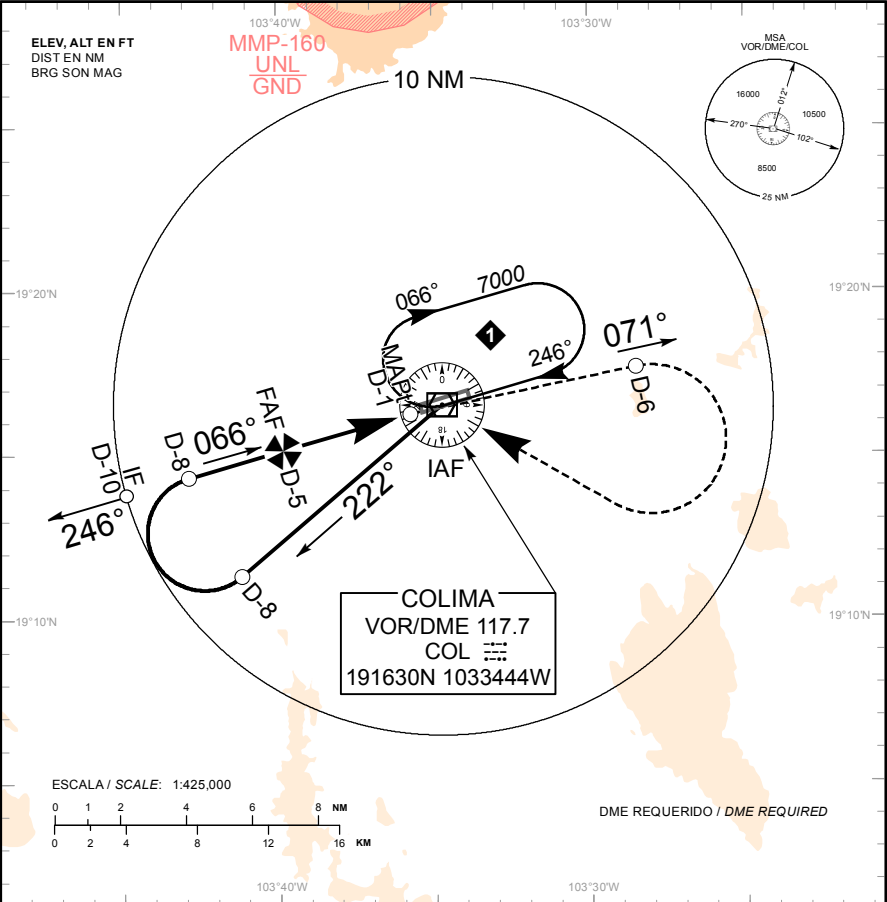 103°40'W
103°30'W
ELEV, ALT EN FT
DIST EN NM
BRG SON MAG
MMP-160
UNL
GND
10 NM
MSA
VOR/DME/COL
16000
012°
10500
270°
102°
8500
25 NM
19°20'N
19°20'N
066°
7000
1
246°
071°
D-6
MAPT
D-1
0
18
IAF
FAF
D-5
066°
D-8
IF
D-10
246°
222°
D-8
COLIMA
VOR/DME 117.7
COL
191630N 1033444W
19°10'N
19°10'N
ESCALA / SCALE: 1:425,000
0 1 2 4 6 8 NM
0 2 4 8 12 16 KM
DME REQUERIDO / DME REQUIRED
103°40'W
103°30'W